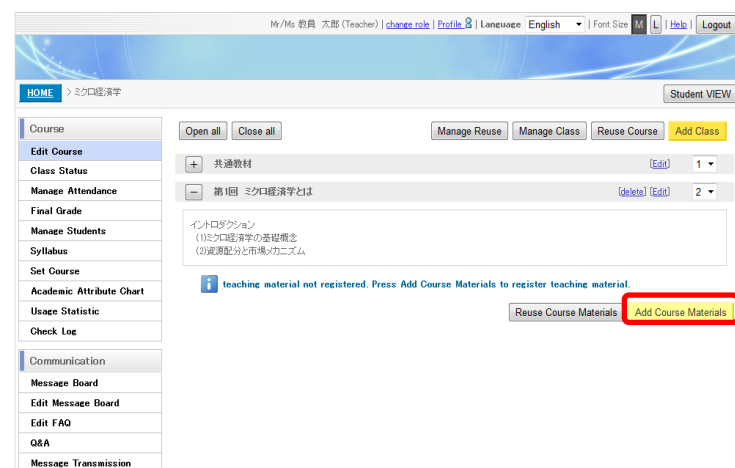 Mr/Ms 教員 太郎 (Teacher) | change role | Profile | Language English | Font Size M L | Help | Logout
HOME > ミクロ経済学
Student VIEW
Course
Edit Course
Class Status
Manage Attendance
Final Grade
Manage Students
Syllabus
Set Course
Academic Attribute Chart
Usage Statistic
Check Log
Communication
Message Board
Edit Message Board
Edit FAQ
Q&A
Message Transmission
Open all Close all Manage Reuse Manage Class Reuse Course Add Class
+ 共通教材 [Edit] 1
− 第1回 ミクロ経済学とは [delete] [Edit] 2
イントロダクション
(1)ミクロ経済学の基礎概念
(2)資源配分と市場メカニズム
i teaching material not registered. Press Add Course Materials to register teaching material.
Reuse Course Materials Add Course Materials